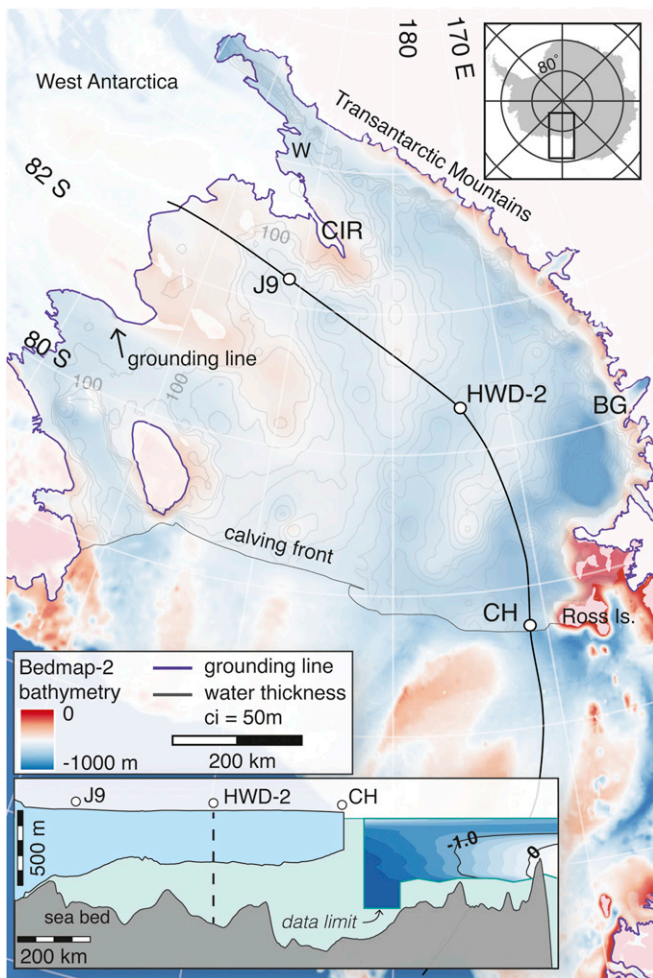 180
170 E
80°
West Antarctica
Transantarctic Mountains
W
82 S
CIR
100
J9
grounding line
80 S
100
100
HWD-2
BG
calving front
CH
Ross Is.
Bedmap-2
bathymetry
0
-1000 m
grounding line
water thickness
ci = 50m
200 km
J9
HWD-2
CH
500 m
-1.0
0
sea bed
data limit
200 km